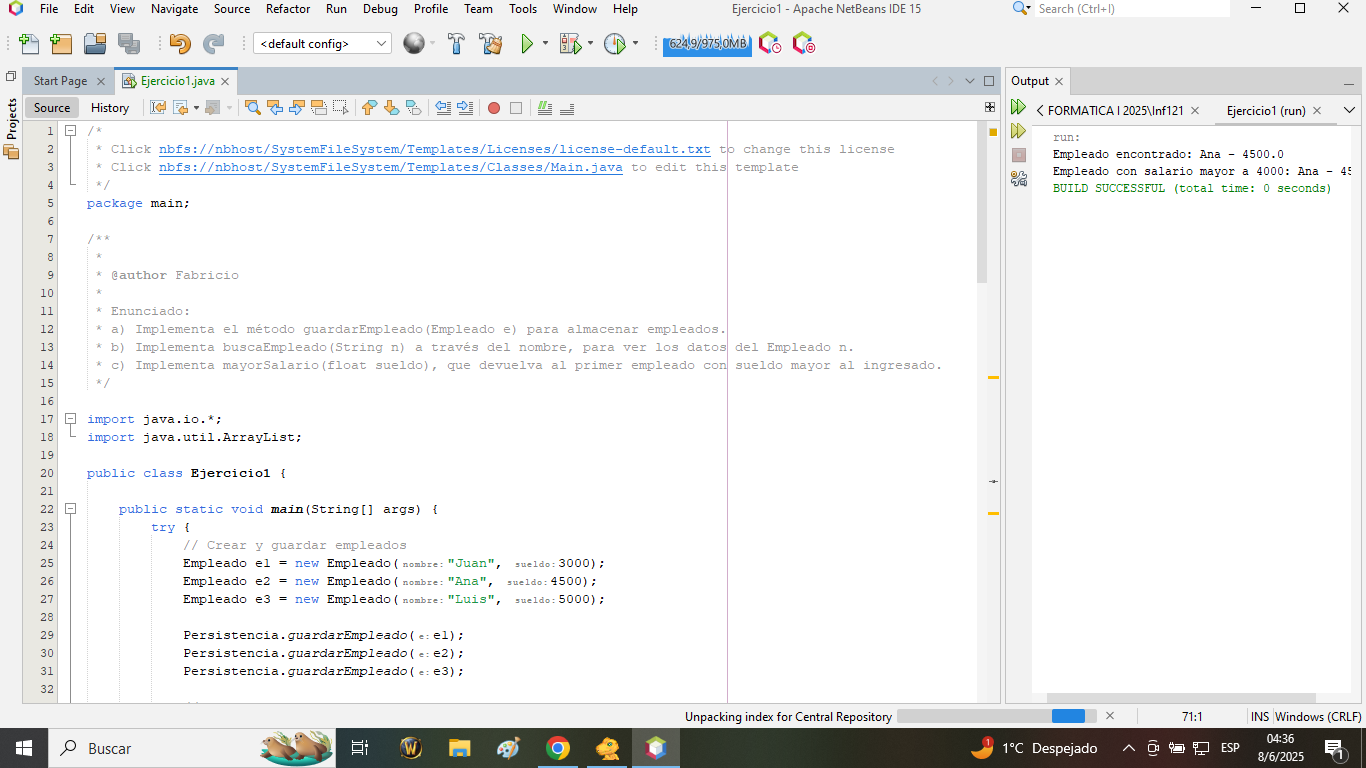 File Edit View Navigate Source Refactor Run Debug Profile Team Tools Window Help
Ejercicio1 - Apache NetBeans IDE 15
Search (Ctrl+I)
<default config>
624,9/975,0MB
Projects
Start Page
Ejercicio1.java
Source History
1 /*
2 * Click nbfs://nbhost/SystemFileSystem/Templates/Licenses/license-default.txt to change this license
3 * Click nbfs://nbhost/SystemFileSystem/Templates/Classes/Main.java to edit this template
4 */
5 package main;
6
7 /**
8 *
9 * @author Fabricio
10 *
11 * Enunciado:
12 * a) Implementa el método guardarEmpleado(Empleado e) para almacenar empleados.
13 * b) Implementa buscaEmpleado(String n) a través del nombre, para ver los datos del Empleado n.
14 * c) Implementa mayorSalario(float sueldo), que devuelva al primer empleado con sueldo mayor al ingresado.
15 */
16
17 import java.io.*;
18 import java.util.ArrayList;
19
20 public class Ejercicio1 {
21
22 public static void main(String[] args) {
23 try {
24 // Crear y guardar empleados
25 Empleado e1 = new Empleado( nombre: "Juan", sueldo: 3000);
26 Empleado e2 = new Empleado( nombre: "Ana", sueldo: 4500);
27 Empleado e3 = new Empleado( nombre: "Luis", sueldo: 5000);
28
29 Persistencia.guardarEmpleado( e: e1);
30 Persistencia.guardarEmpleado( e: e2);
31 Persistencia.guardarEmpleado( e: e3);
32
Output
FORMATICA I 2025\Inf121
Ejercicio1 (run)
run:
Empleado encontrado: Ana - 4500.0
Empleado con salario mayor a 4000: Ana - 45
BUILD SUCCESSFUL (total time: 0 seconds)
Unpacking index for Central Repository
71:1
INS
Windows (CRLF)
Buscar
1
1°C Despejado
ESP
04:36
8/6/2025
1